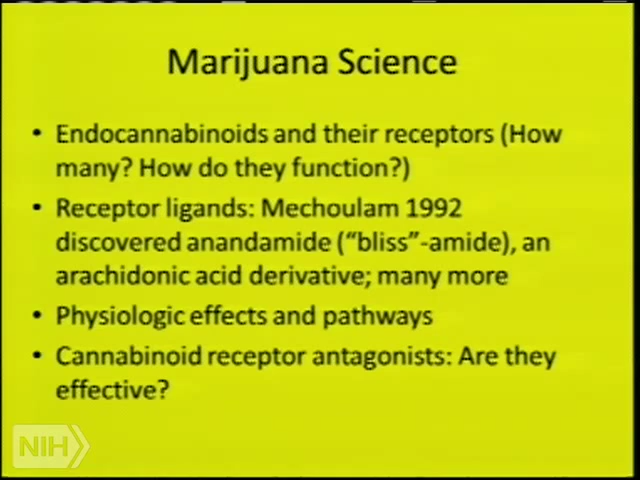 Marijuana Science
• Endocannabinoids and their receptors (How
many? How do they function?)
• Receptor ligands: Mechoulam 1992
discovered anandamide (“bliss”-amide), an
arachidonic acid derivative; many more
• Physiologic effects and pathways
• Cannabinoid receptor antagonists: Are they
effective?
NIH